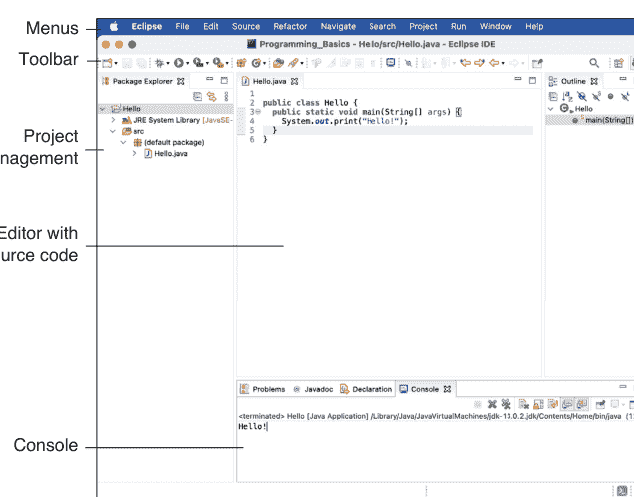 Menus
Eclipse File Edit Source Refactor Navigate Search Project Run Window Help
Programming_Basics - Helo/src/Hello.java - Eclipse IDE
Toolbar
Package Explorer
Hello.java
Outline
Hello
JRE System Library [JavaSE-
src
(default package)
Hello.java
1
2 public class Hello {
3 public static void main(String[] args) {
4 System.out.print("Hello!");
5 }
6 }
Hello
main(String[])
Project
nagement
Editor with
urce code
Problems Javadoc Declaration Console
<terminated> Hello [Java Application] /Library/Java/JavaVirtualMachines/jdk-11.0.2.jdk/Contents/Home/bin/java (1
Hello!
Console